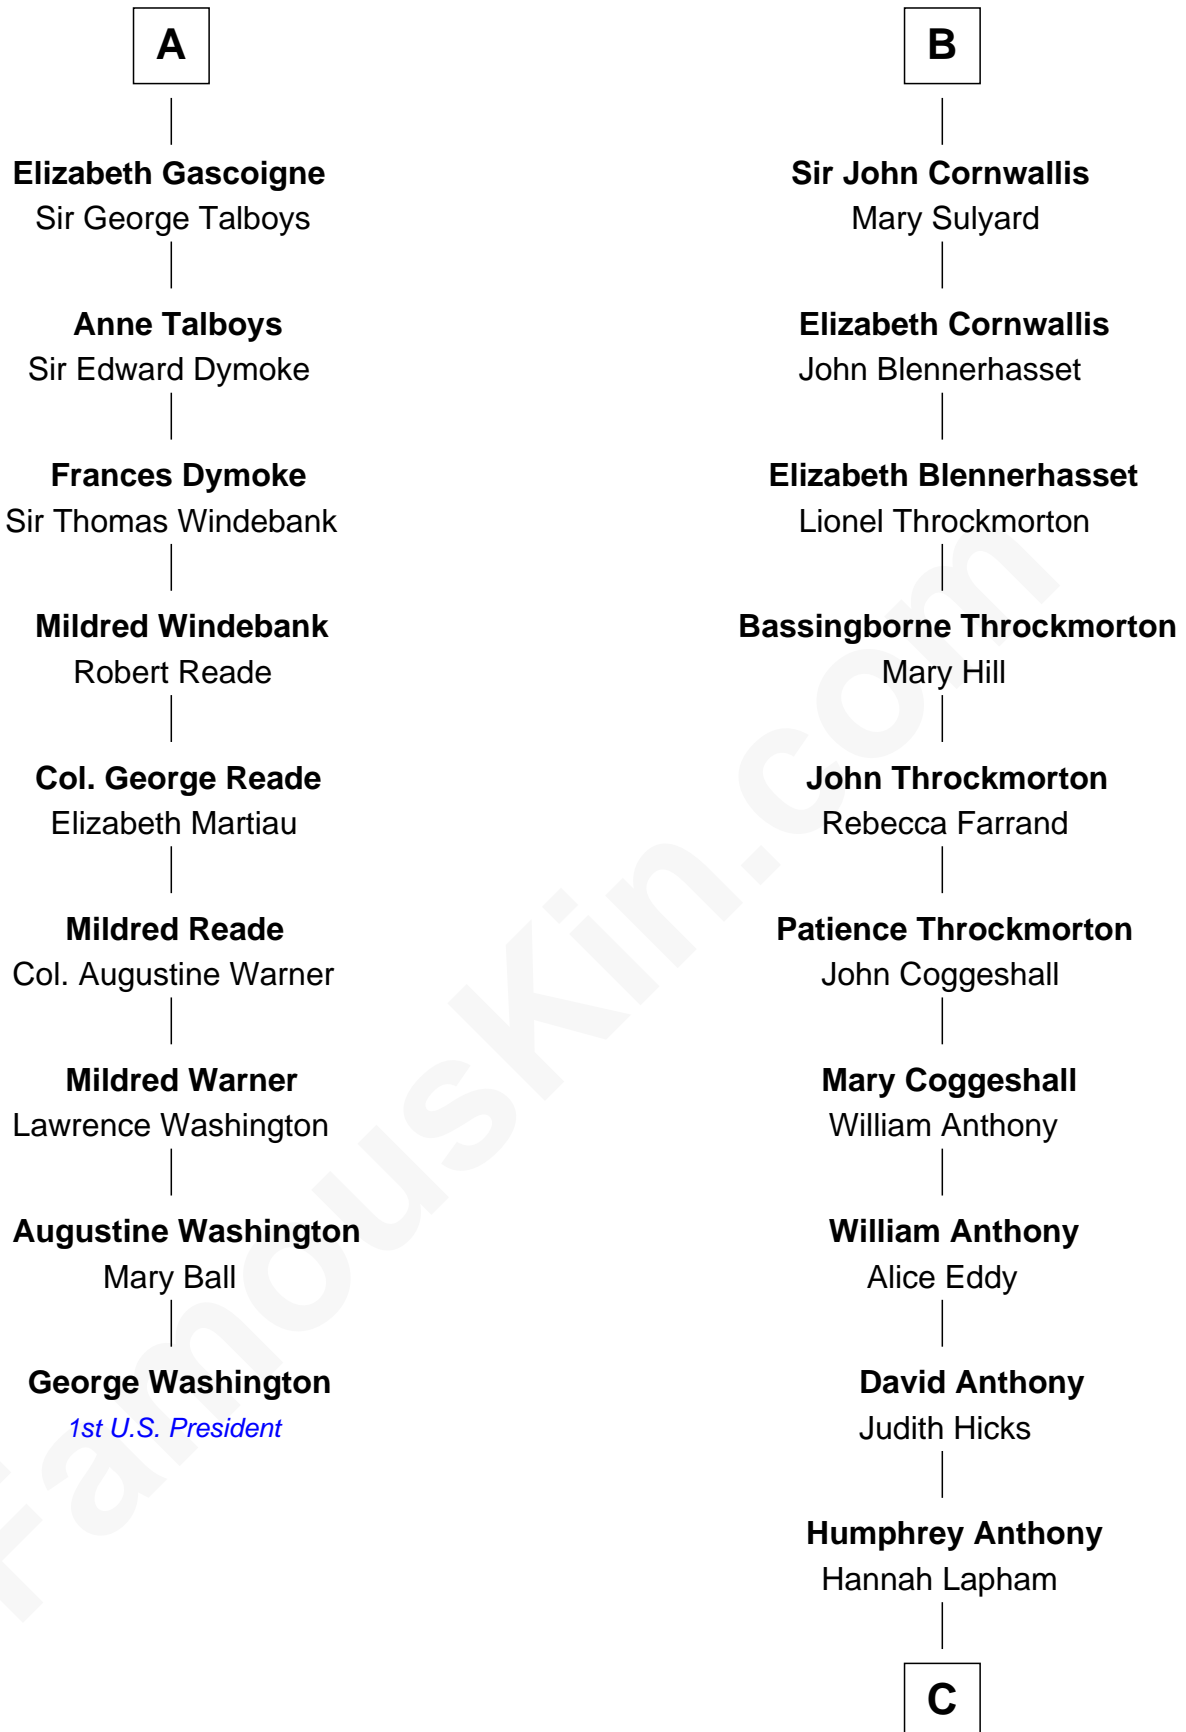 A
Elizabeth Gascoigne
Sir George Talboys
Anne Talboys
Sir Edward Dymoke
Frances Dymoke
Sir Thomas Windebank
Mildred Windebank
Robert Reade
Col. George Reade
Elizabeth Martiau
Mildred Reade
Col. Augustine Warner
Mildred Warner
Lawrence Washington
Augustine Washington
Mary Ball
George Washington
1st U.S. President
B
Sir John Cornwallis
Mary Sulyard
Elizabeth Cornwallis
John Blennerhasset
Elizabeth Blennerhasset
Lionel Throckmorton
Bassingborne Throckmorton
Mary Hill
John Throckmorton
Rebecca Farrand
Patience Throckmorton
John Coggeshall
Mary Coggeshall
William Anthony
William Anthony
Alice Eddy
David Anthony
Judith Hicks
Humphrey Anthony
Hannah Lapham
C
FamousKin.com